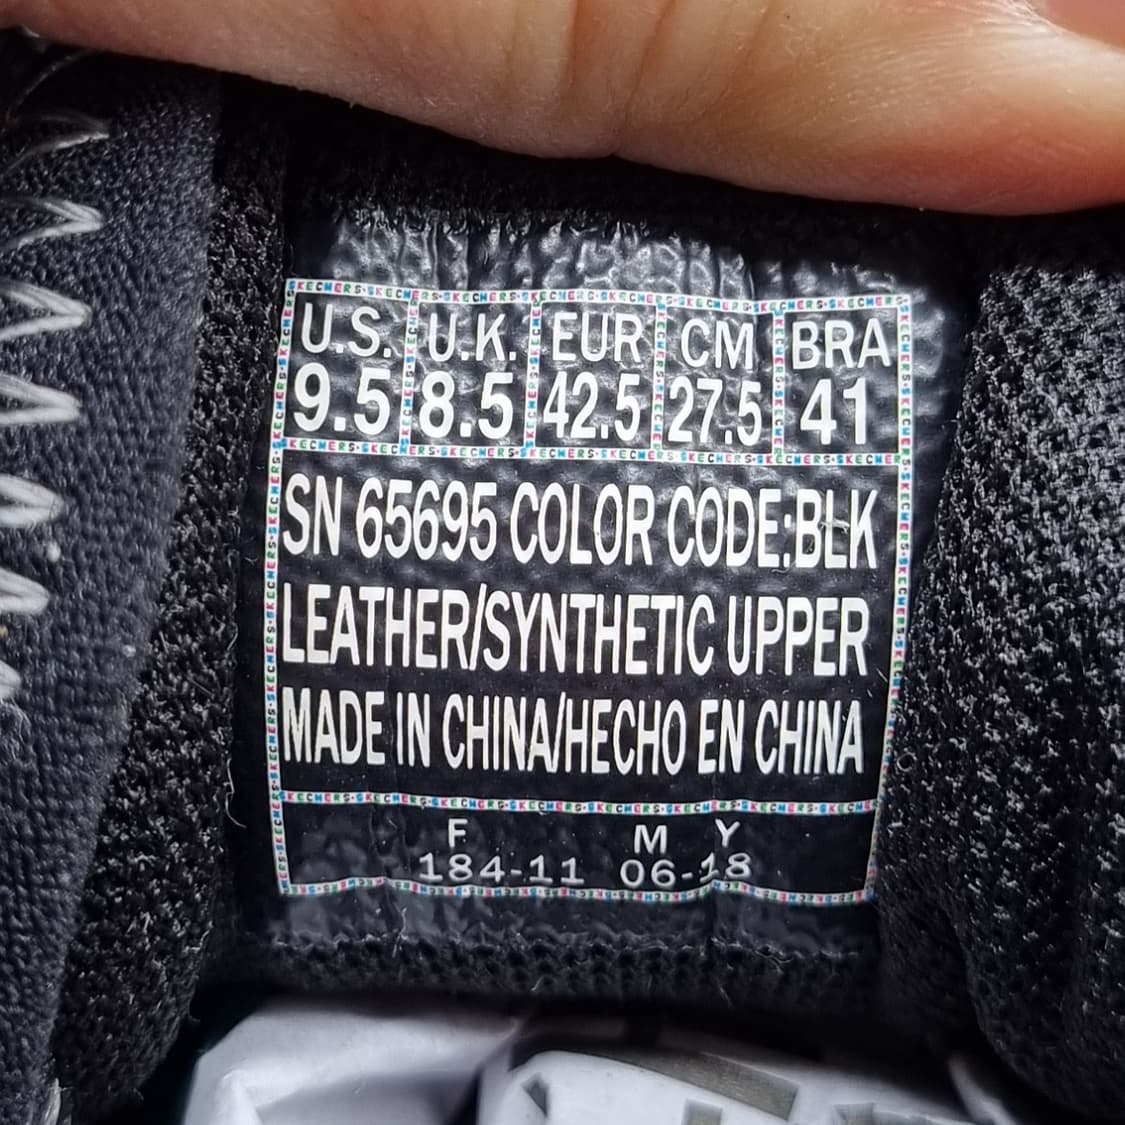 U.S. U.K. EUR CM BRA
9.5 8.5 42.5 27.5 41
SN 65695 COLOR CODE:BLK
LEATHER/SYNTHETIC UPPER
MADE IN CHINA/HECHO EN CHINA
F M Y
184-11 06-18